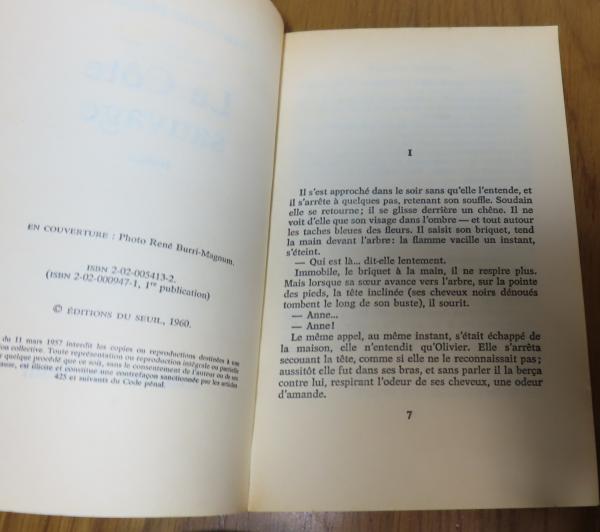 EN COUVERTURE : Photo René Burri-Magnum.
ISBN 2-02-005413-2.
(ISBN 2-02-000947-1, 1re publication)
© ÉDITIONS DU SEUIL, 1960.
du 11 mars 1957 interdit les copies ou reproductions destinées à une
collective. Toute représentation ou reproduction intégrale ou partielle
quelque procédé que ce soit, sans le consentement de l'auteur ou de ses
est illicite et constitue une contrefaçon sanctionnée par les articles
425 et suivants du Code pénal.
I
Il s'est approché dans le soir sans qu'elle l'entende, et
il s'arrête à quelques pas, retenant son souffle. Soudain
elle se retourne ; il se glisse derrière un chêne. Il ne
voit d'elle que son visage dans l'ombre — et tout autour
les taches bleues des fleurs. Il saisit son briquet, tend
la main devant l'arbre : la flamme vacille un instant,
s'éteint.
— Qui est là... dit-elle lentement.
Immobile, le briquet à la main, il ne respire plus.
Mais lorsque sa sœur avance vers l'arbre, sur la pointe
des pieds, la tête inclinée (ses cheveux noirs dénoués
tombent le long de son buste), il sourit.
— Anne...
— Anne !
Le même appel, au même instant, s'était échappé de
la maison, elle n'entendit qu'Olivier. Elle s'arrêta
secouant la tête, comme si elle ne le reconnaissait pas ;
aussitôt elle fut dans ses bras, et sans parler il la berça
contre lui, respirant l'odeur de ses cheveux, une odeur
d'amande.
7